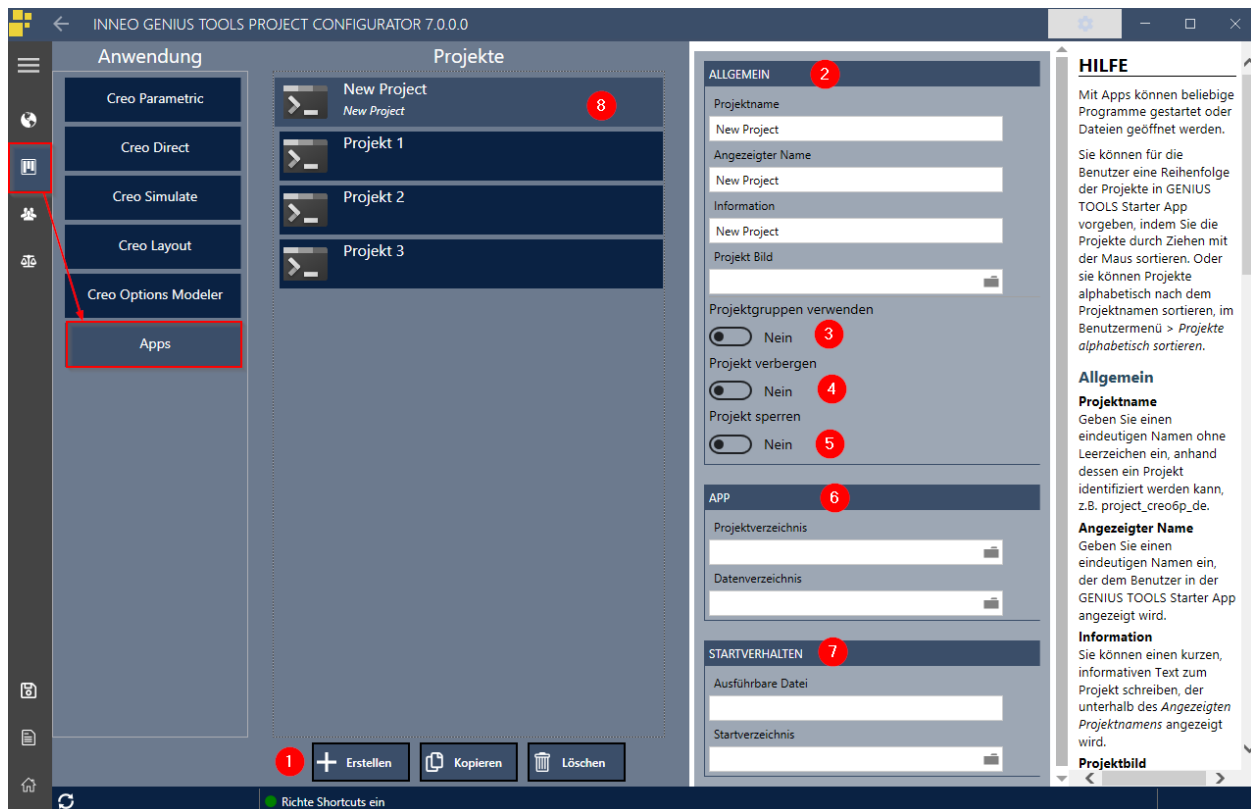 INNEO GENIUS TOOLS PROJECT CONFIGURATOR 7.0.0.0
Anwendung
Creo Parametric
Creo Direct
Creo Simulate
Creo Layout
Creo Options Modeler
Apps
Projekte
New Project
New Project
8
Projekt 1
Projekt 2
Projekt 3
1
Erstellen
Kopieren
Löschen
ALLGEMEIN
2
Projektname
New Project
Angezeigter Name
New Project
Information
New Project
Projekt Bild
Projektgruppen verwenden
Nein
3
Projekt verbergen
Nein
4
Projekt sperren
Nein
5
APP
6
Projektverzeichnis
Datenverzeichnis
STARTVERHALTEN
7
Ausführbare Datei
Startverzeichnis
HILFE
Mit Apps können beliebige
Programme gestartet oder
Dateien geöffnet werden.
Sie können für die
Benutzer eine Reihenfolge
der Projekte in GENIUS
TOOLS Starter App
vorgeben, indem Sie die
Projekte durch Ziehen mit
der Maus sortieren. Oder
sie können Projekte
alphabetisch nach dem
Projektnamen sortieren, im
Benutzermenü > Projekte
alphabetisch sortieren.
Allgemein
Projektname
Geben Sie einen
eindeutigen Namen ohne
Leerzeichen ein, anhand
dessen ein Projekt
identifiziert werden kann,
z.B. project_creo6p_de.
Angezeigter Name
Geben Sie einen
eindeutigen Namen ein,
der dem Benutzer in der
GENIUS TOOLS Starter App
angezeigt wird.
Information
Sie können einen kurzen,
informativen Text zum
Projekt schreiben, der
unterhalb des Angezeigten
Projektnamens angezeigt
wird.
Projektbild
Richte Shortcuts ein